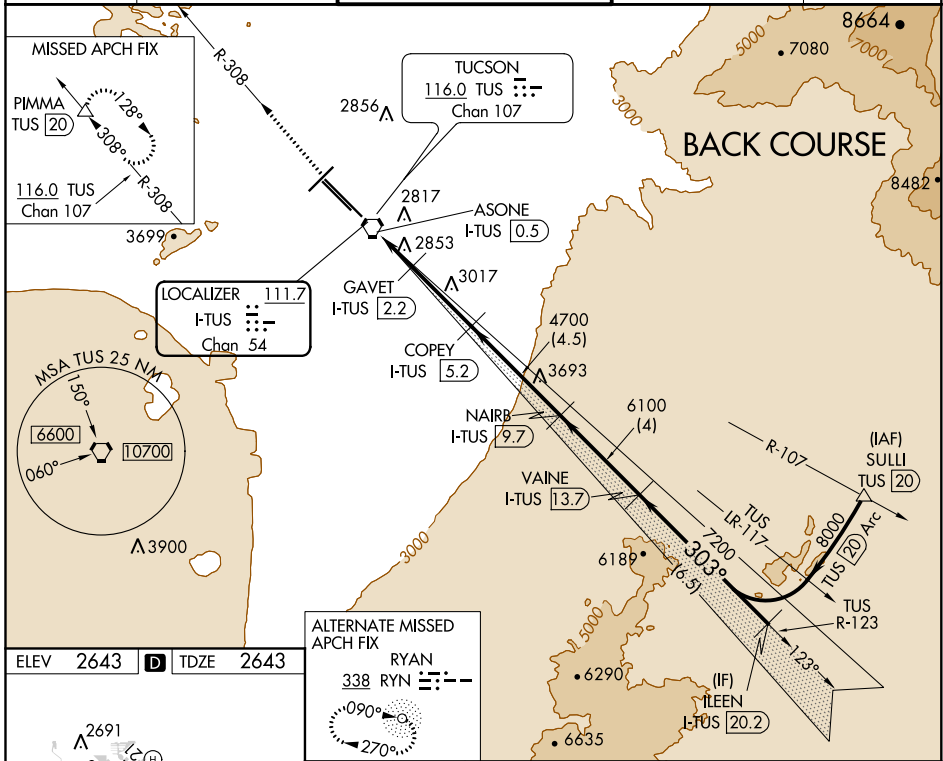 MISSED APCH FIX
PIMMA
TUS 20
128°
308°
R-308
116.0 TUS
Chan 107
R-308
TUCSON
116.0 TUS
Chan 107
2856
5000
7080
8664
7000
3000
BACK COURSE
8482
2817
ASONE
I-TUS 0.5
2853
3699
LOCALIZER 111.7
I-TUS
Chan 54
GAVET
I-TUS 2.2
3017
COPEY
I-TUS 5.2
4700
(4.5)
3693
NAIRB
I-TUS 9.7
6100
(4)
VAINE
I-TUS 13.7
R-107
(IAF)
SULLI
TUS 20
TUS
LR-117
8000
TUS 20 Arc
7200
303°
(6.5)
TUS
R-123
123°
(IF)
ILEEN
I-TUS 20.2
MSA TUS 25 NM
150°
6600
10700
060°
3900
3000
6189
5000
6290
6635
ALTERNATE MISSED
APCH FIX
RYAN
338 RYN
090°
270°
ELEV 2643 D TDZE 2643
2691
21
H